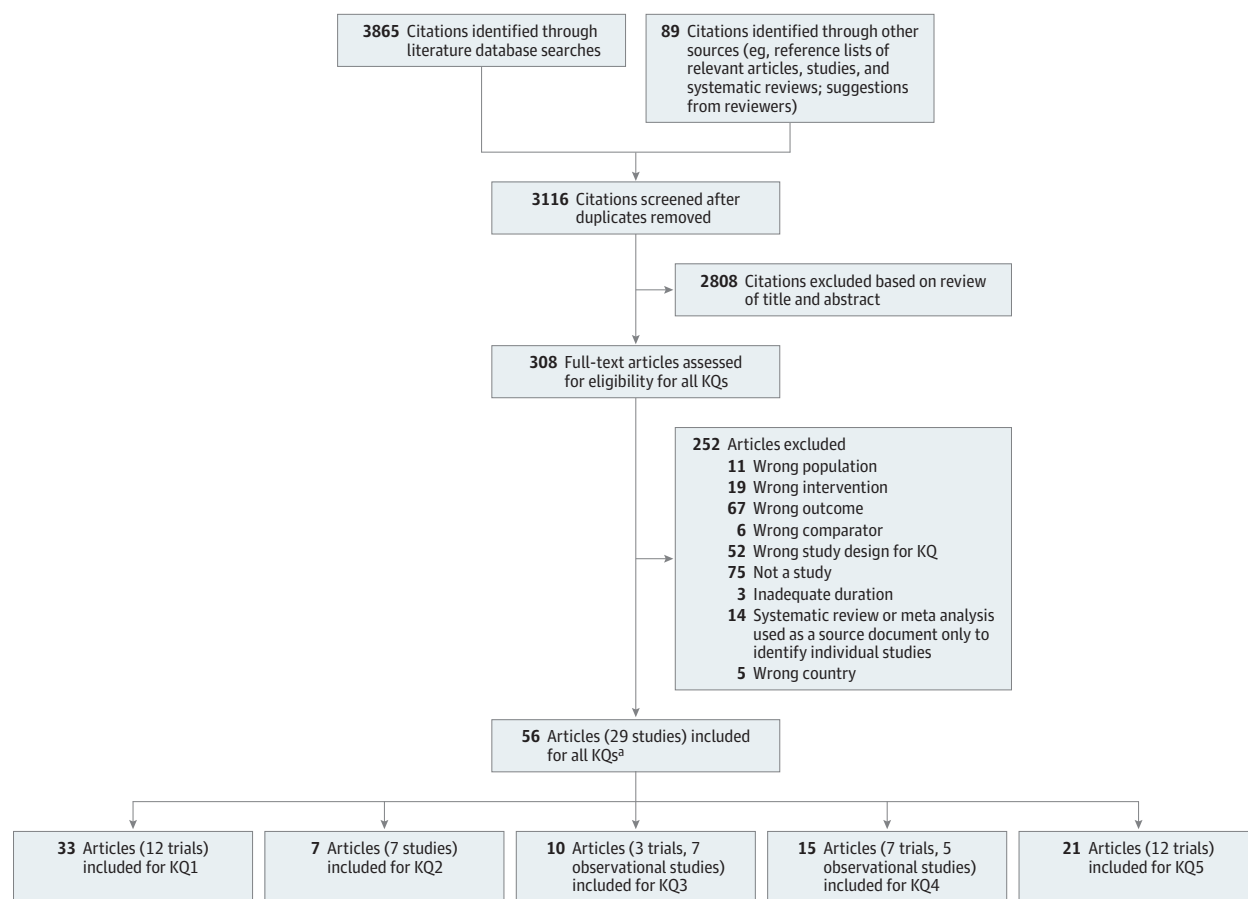 3865 Citations identified through
literature database searches
89 Citations identified through other
sources (eg, reference lists of
relevant articles, studies, and
systematic reviews; suggestions
from reviewers)
3116 Citations screened after
duplicates removed
2808 Citations excluded based on review
of title and abstract
308 Full-text articles assessed
for eligibility for all KQs
252 Articles excluded
11 Wrong population
19 Wrong intervention
67 Wrong outcome
6 Wrong comparator
52 Wrong study design for KQ
75 Not a study
3 Inadequate duration
14 Systematic review or meta analysis
used as a source document only to
identify individual studies
5 Wrong country
56 Articles (29 studies) included
for all KQsa
33 Articles (12 trials)
included for KQ1
7 Articles (7 studies)
included for KQ2
10 Articles (3 trials, 7
observational studies)
included for KQ3
15 Articles (7 trials, 5
observational studies)
included for KQ4
21 Articles (12 trials)
included for KQ5